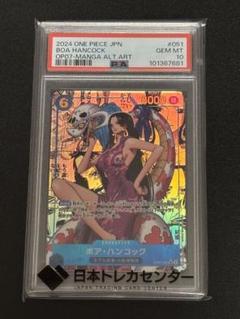 2024 ONE PIECE JPN #051
BOA HANCOCK GEM MT
OP07-MANGA ALT.ART 10
PSA 101367681
6
ボア・ハンコック
日本トレカセンター
JAPAN TRADING CARD CENTER